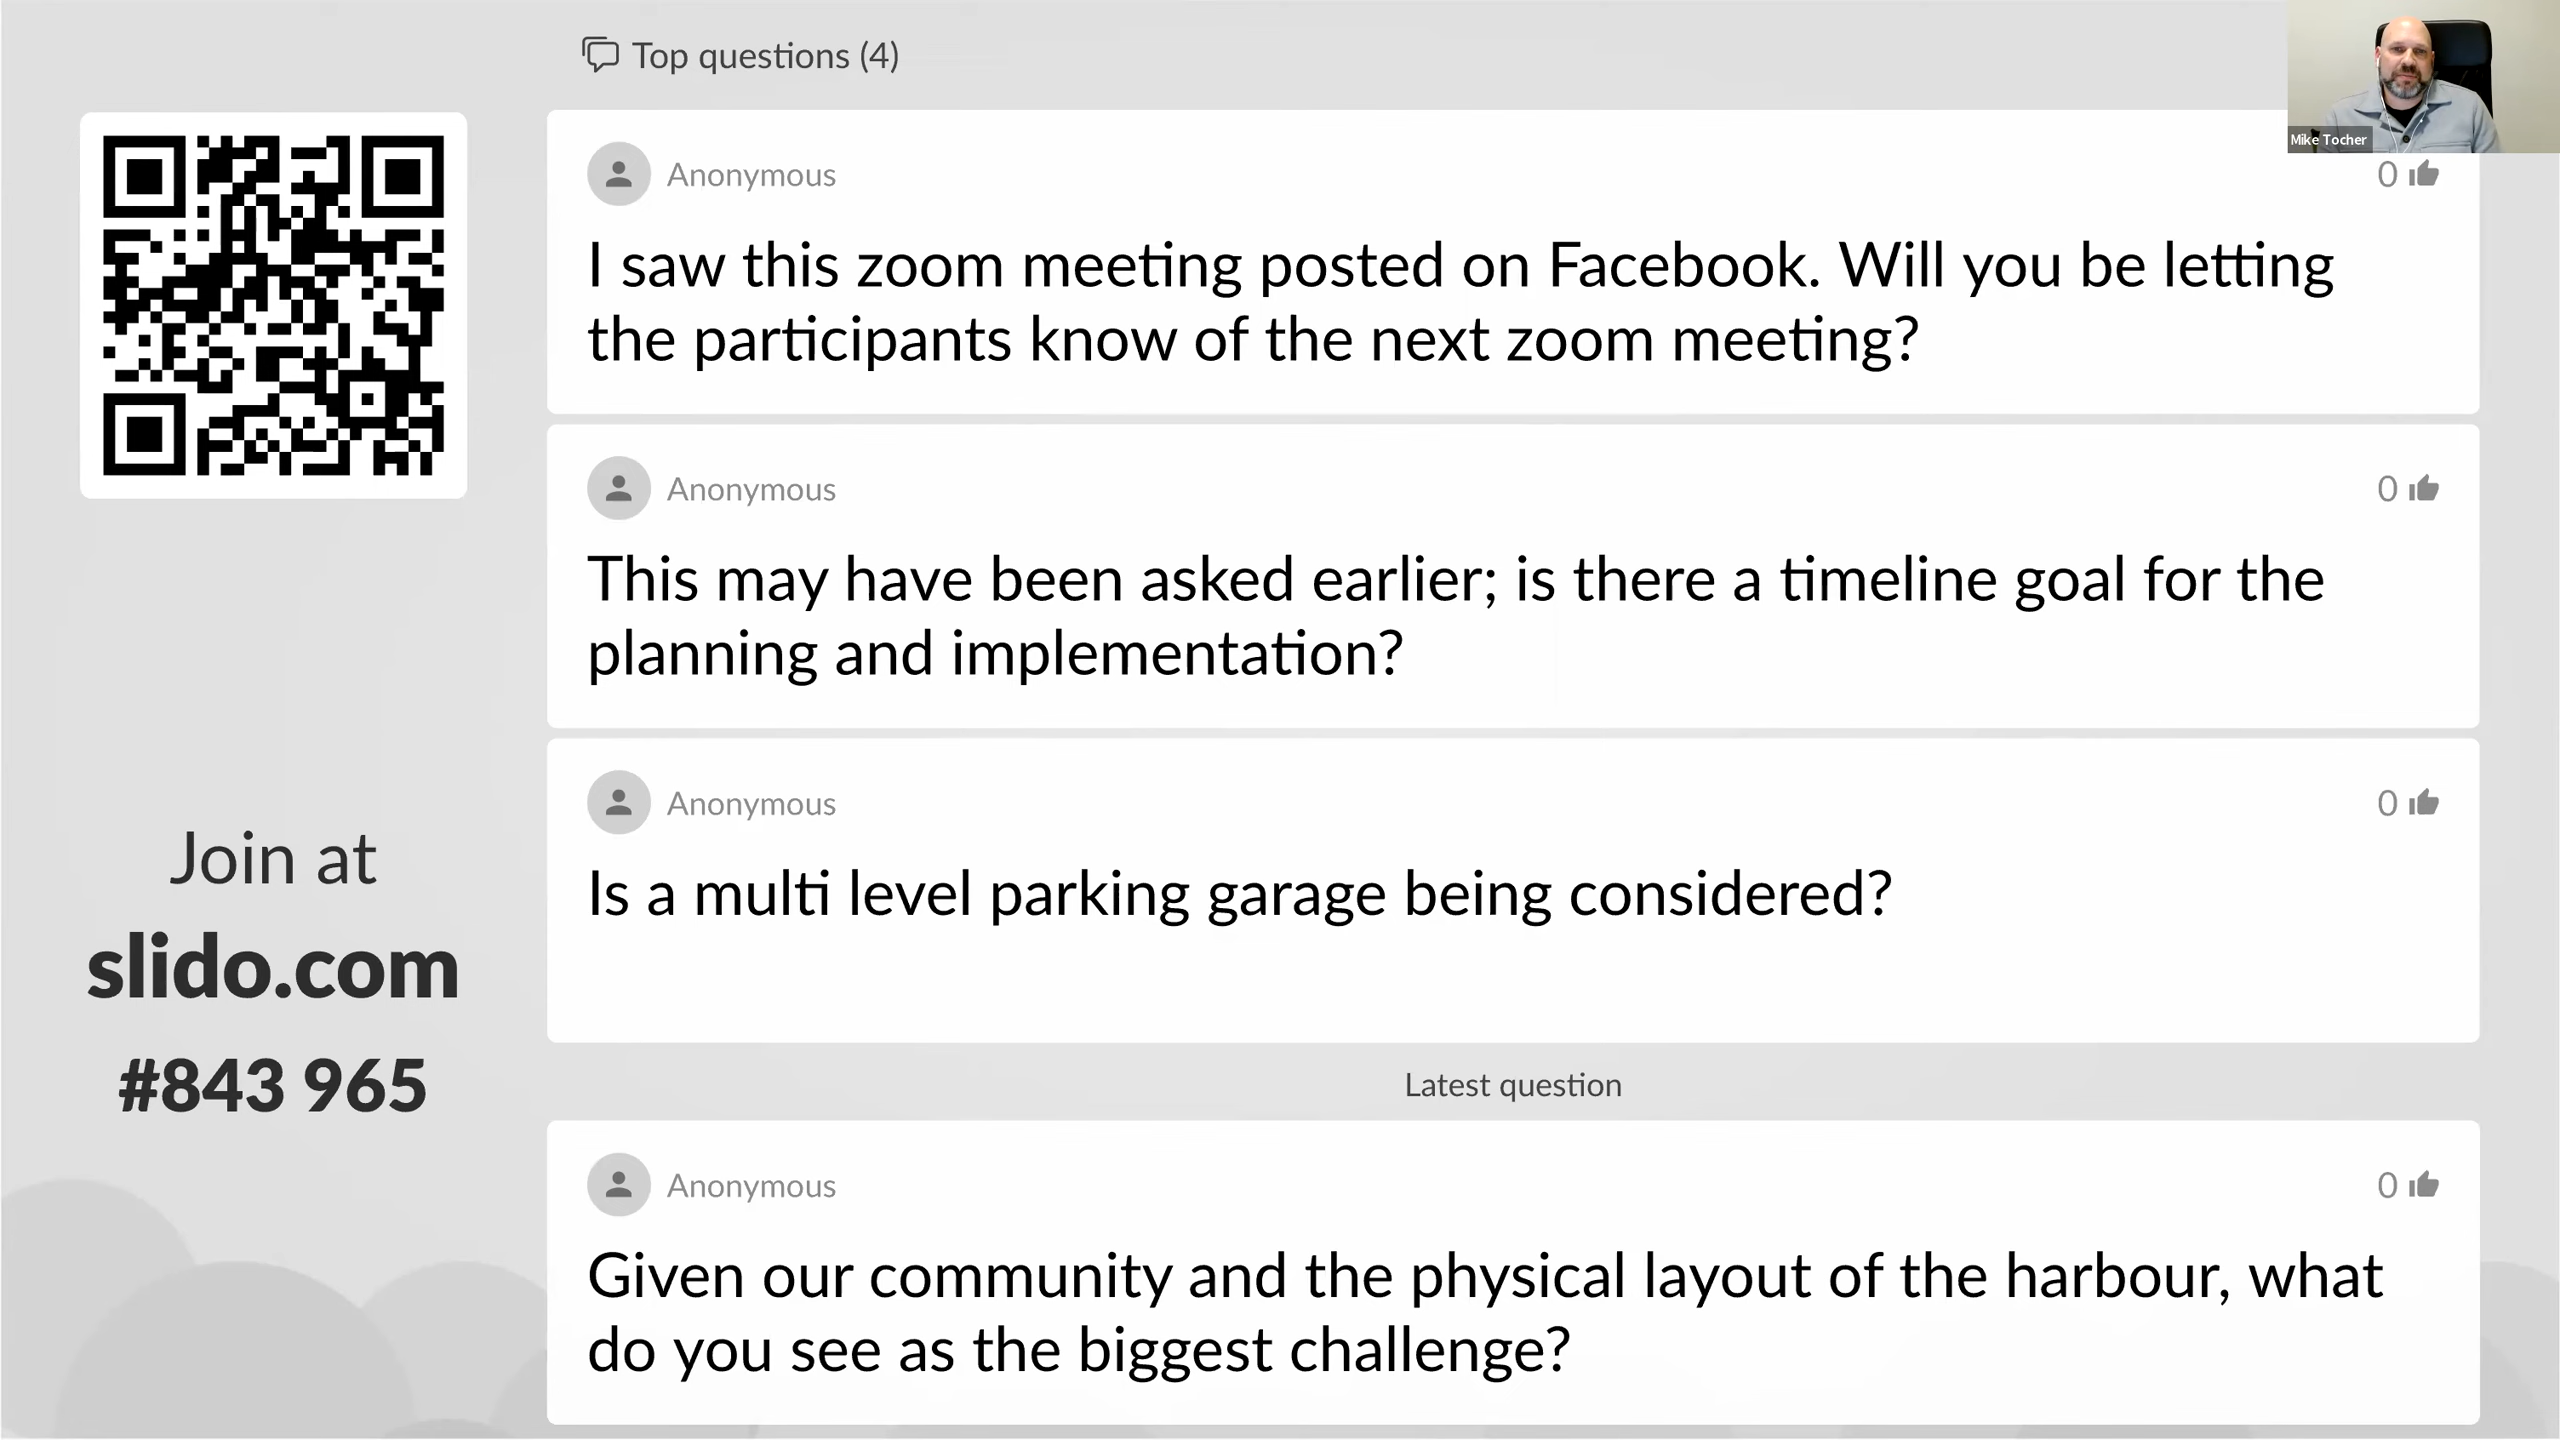 Top questions (4)
Mike Tocher
Anonymous
0
I saw this zoom meeting posted on Facebook. Will you be letting
the participants know of the next zoom meeting?
Anonymous
0
This may have been asked earlier; is there a timeline goal for the
planning and implementation?
Anonymous
0
Is a multi level parking garage being considered?
Join at
slido.com
#843 965
Latest question
Anonymous
0
Given our community and the physical layout of the harbour, what
do you see as the biggest challenge?